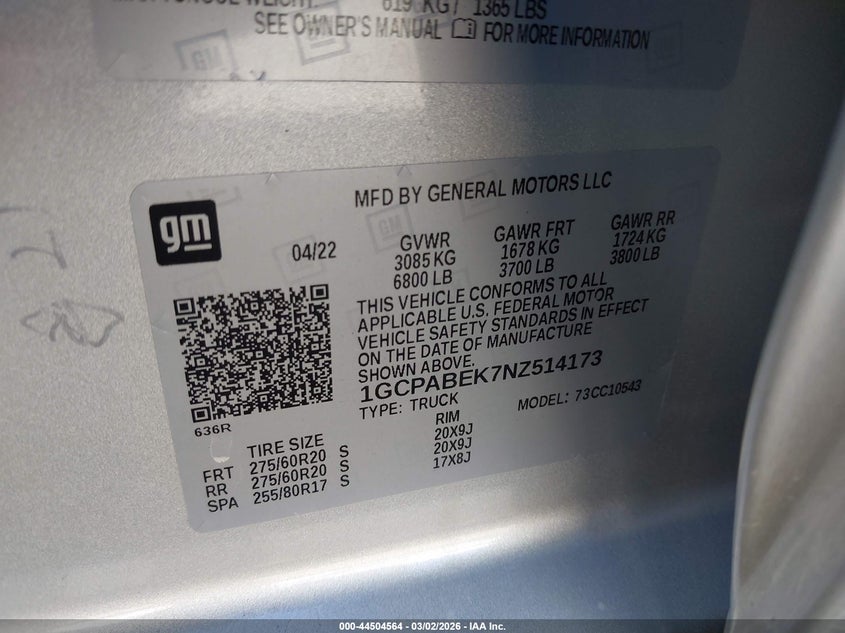 619 KG / 1365 LBS
SEE OWNER'S MANUAL FOR MORE INFORMATION
gm
MFD BY GENERAL MOTORS LLC
04/22
GVWR GAWR FRT GAWR RR
3085 KG 1678 KG 1724 KG
6800 LB 3700 LB 3800 LB
THIS VEHICLE CONFORMS TO ALL
APPLICABLE U.S. FEDERAL MOTOR
VEHICLE SAFETY STANDARDS IN EFFECT
ON THE DATE OF MANUFACTURE
SHOWN ABOVE.
1GCPABEK7NZ514173
TYPE: TRUCK MODEL: 73CC10543
636R
TIRE SIZE RIM
FRT 275/60R20 S 20X9J
RR 275/60R20 S 20X9J
SPA 255/80R17 S 17X8J
000-44504564 - 03/02/2026 - IAA Inc.